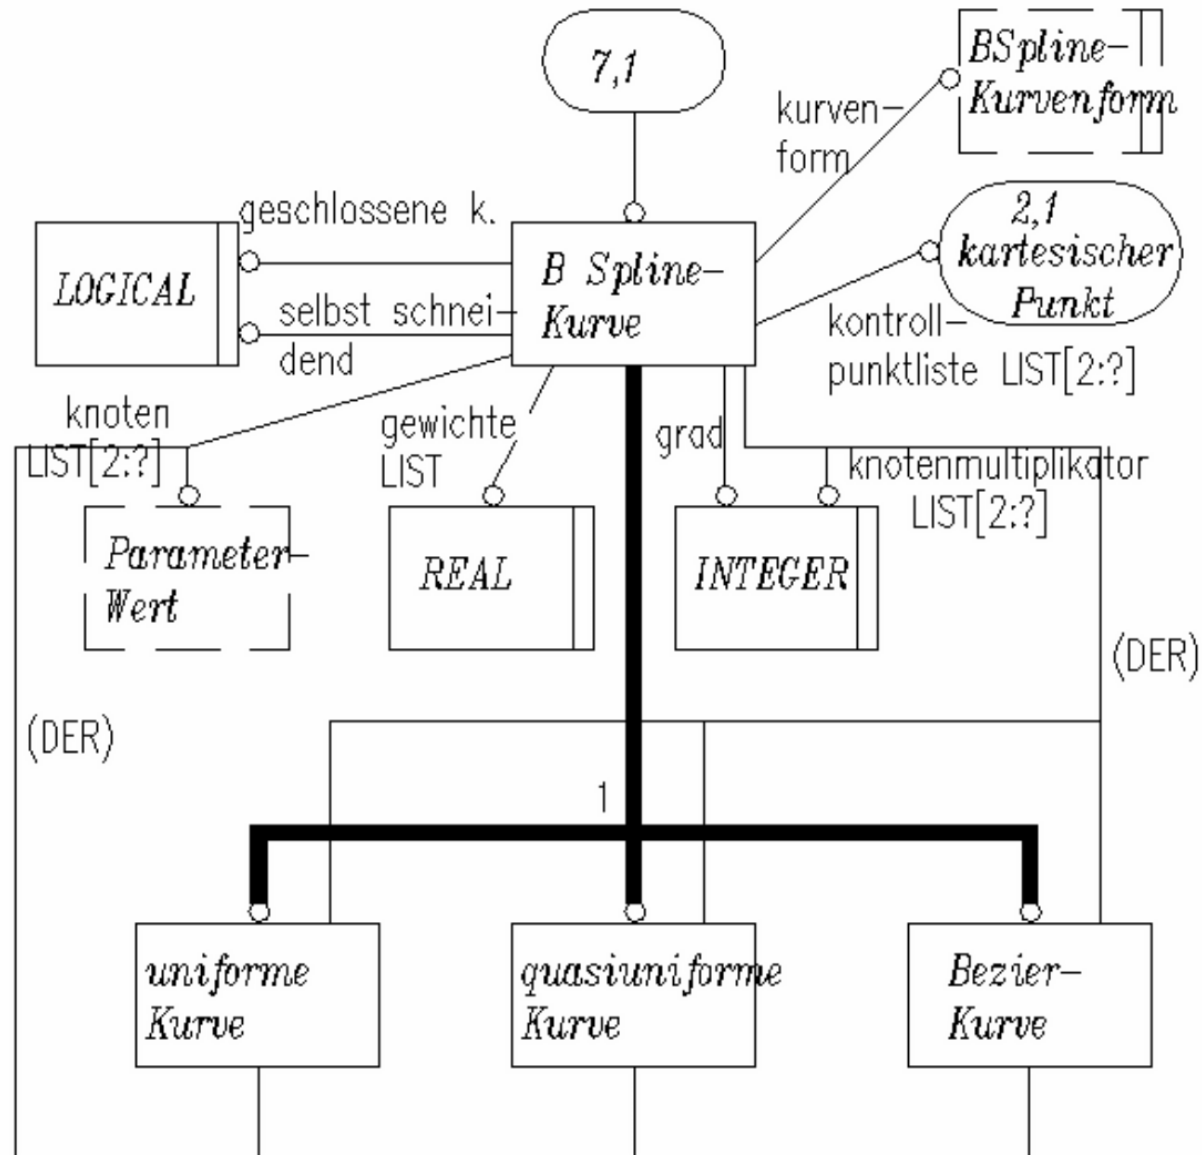 7,1
BSpline-
Kurvenform
kurven-
form
geschlossene k.
2,1
kartesischer
Punkt
LOGICAL
B Spline-
Kurve
selbst schnei-
dend
kontroll-
punktliste LIST[2:?]
knoten
LIST[2:?]
gewichte
LIST
grad
knotenmultiplikator
LIST[2:?]
Parameter-
Wert
REAL
INTEGER
(DER)
(DER)
1
uniforme
Kurve
quasiuniforme
Kurve
Bezier-
Kurve